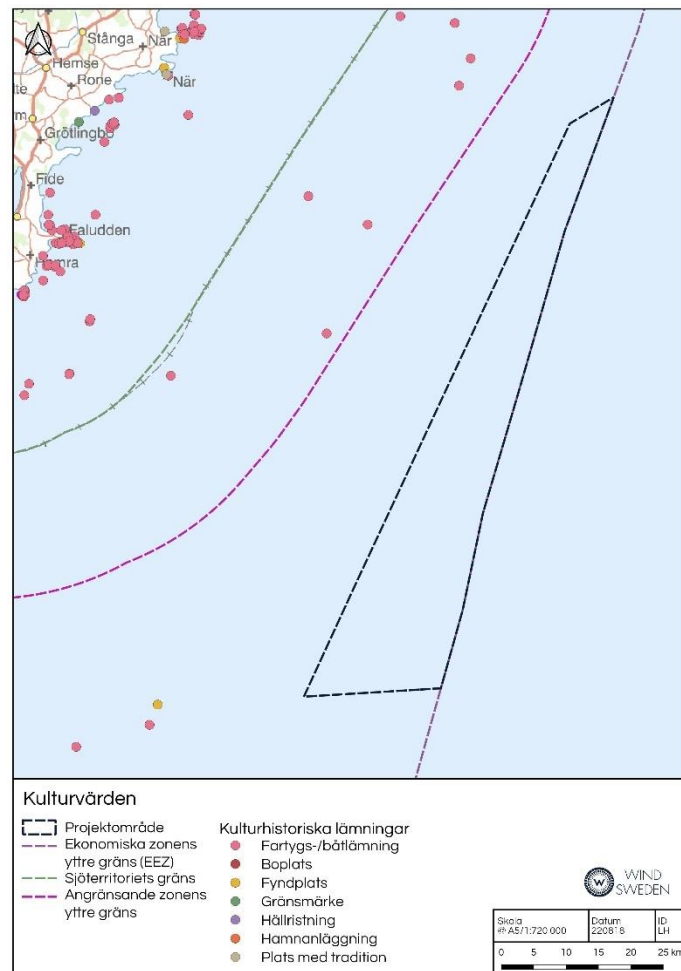 Stånga
När
Hemse
Rone
När
Grötlingbo
Fide
Faludden
Hamra
Kulturvärden
Projektområde
Ekonomiska zonens
yttre gräns (EEZ)
Sjöterritoriets gräns
Angränsande zonens
yttre gräns
Kulturhistoriska lämningar
Fartygs-/båtlämning
Boplats
Fyndplats
Gränsmärke
Hällristning
Hamnanläggning
Plats med tradition
W
WIND
SWEDEN
Skala
@ A5/1:720 000
Datum
220818
ID
LH
0 5 10 15 20 25 km